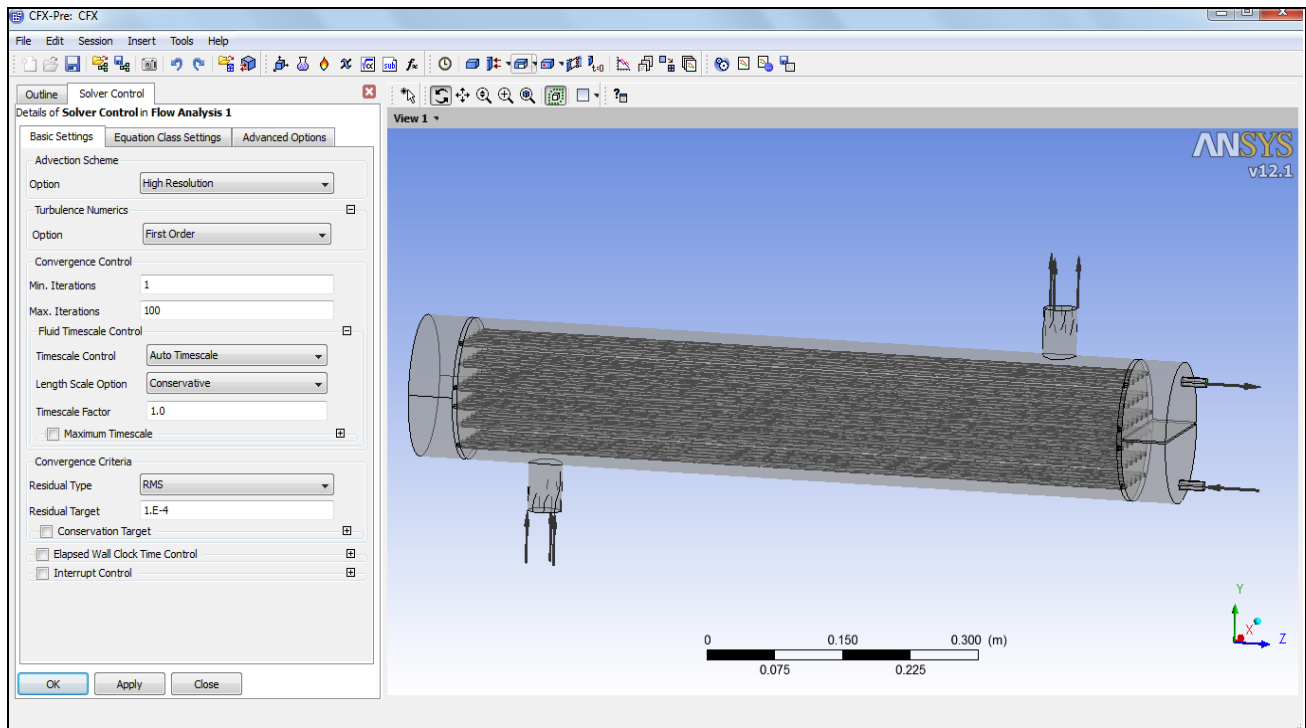 CFX-Pre: CFX
File Edit Session Insert Tools Help
Outline Solver Control
Details of Solver Control in Flow Analysis 1
Basic Settings Equation Class Settings Advanced Options
Advection Scheme
Option High Resolution
Turbulence Numerics
Option First Order
Convergence Control
Min. Iterations 1
Max. Iterations 100
Fluid Timescale Control
Timescale Control Auto Timescale
Length Scale Option Conservative
Timescale Factor 1.0
Maximum Timescale
Convergence Criteria
Residual Type RMS
Residual Target 1.E-4
Conservation Target
Elapsed Wall Clock Time Control
Interrupt Control
OK Apply Close
View 1
ANSYS
v12.1
Y
X Z
0 0.150 0.300 (m)
0.075 0.225